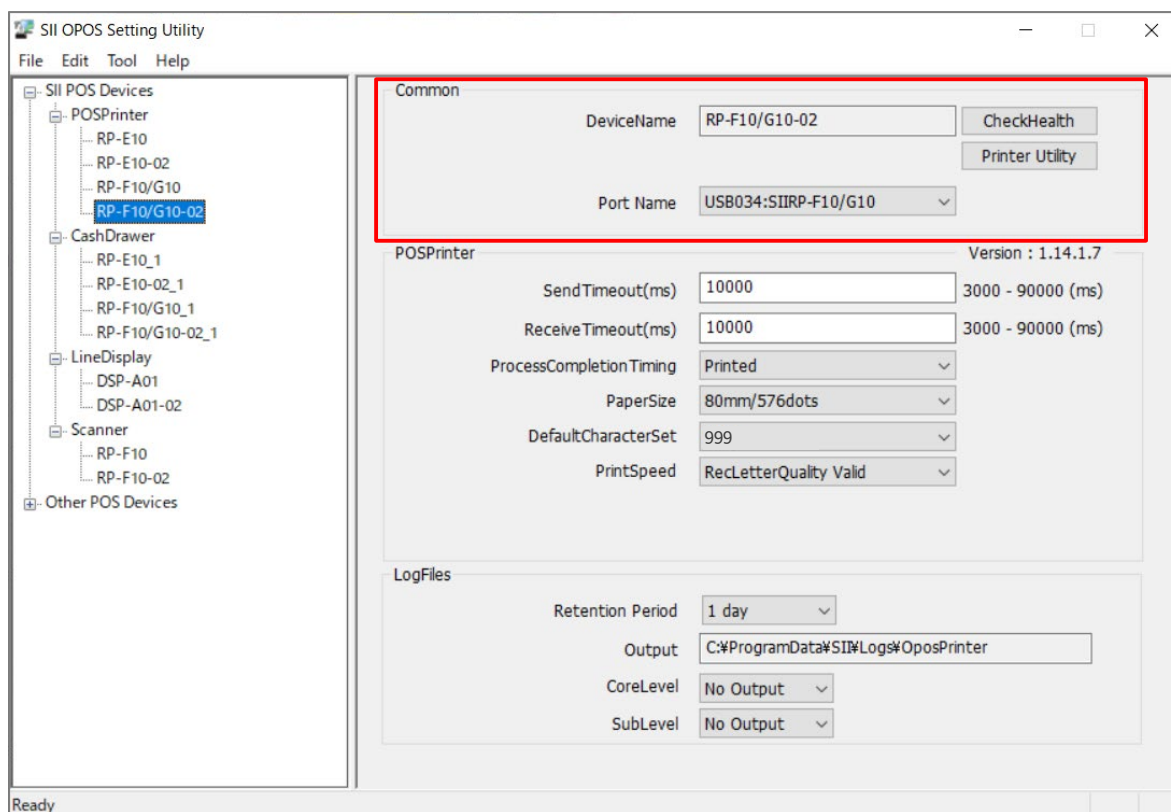 SII OPOS Setting Utility
File Edit Tool Help
SII POS Devices
POSPrinter
RP-E10
RP-E10-02
RP-F10/G10
RP-F10/G10-02
CashDrawer
RP-E10_1
RP-E10-02_1
RP-F10/G10_1
RP-F10/G10-02_1
LineDisplay
DSP-A01
DSP-A01-02
Scanner
RP-F10
RP-F10-02
Other POS Devices
Common
DeviceName RP-F10/G10-02 CheckHealth
Printer Utility
Port Name USB034:SIIRP-F10/G10
POSPrinter Version : 1.14.1.7
SendTimeout(ms) 10000 3000 - 90000 (ms)
ReceiveTimeout(ms) 10000 3000 - 90000 (ms)
ProcessCompletionTiming Printed
PaperSize 80mm/576dots
DefaultCharacterSet 999
PrintSpeed RecLetterQuality Valid
LogFiles
Retention Period 1 day
Output C:¥ProgramData¥SII¥Logs¥OposPrinter
CoreLevel No Output
SubLevel No Output
Ready